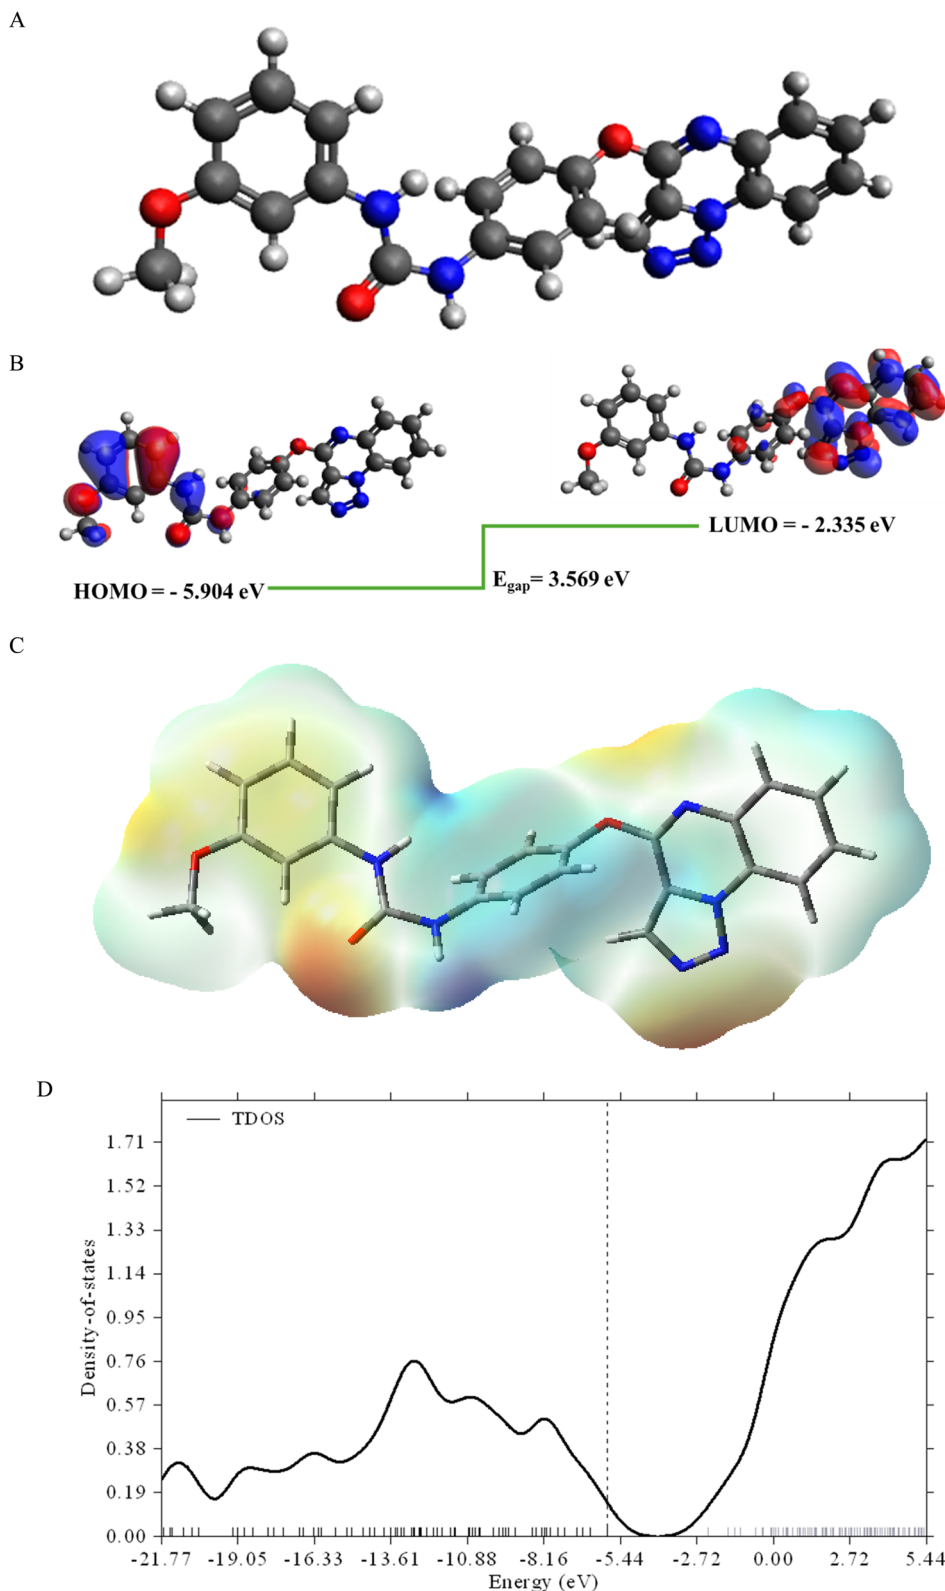 A
B
LUMO = - 2.335 eV
HOMO = - 5.904 eV
Egap= 3.569 eV
C
D
TDOS
1.71
1.52
1.33
1.14
0.95
0.76
0.57
0.38
0.19
0.00
Density-of-states
-21.77 -19.05 -16.33 -13.61 -10.88 -8.16 -5.44 -2.72 0.00 2.72 5.44
Energy (eV)